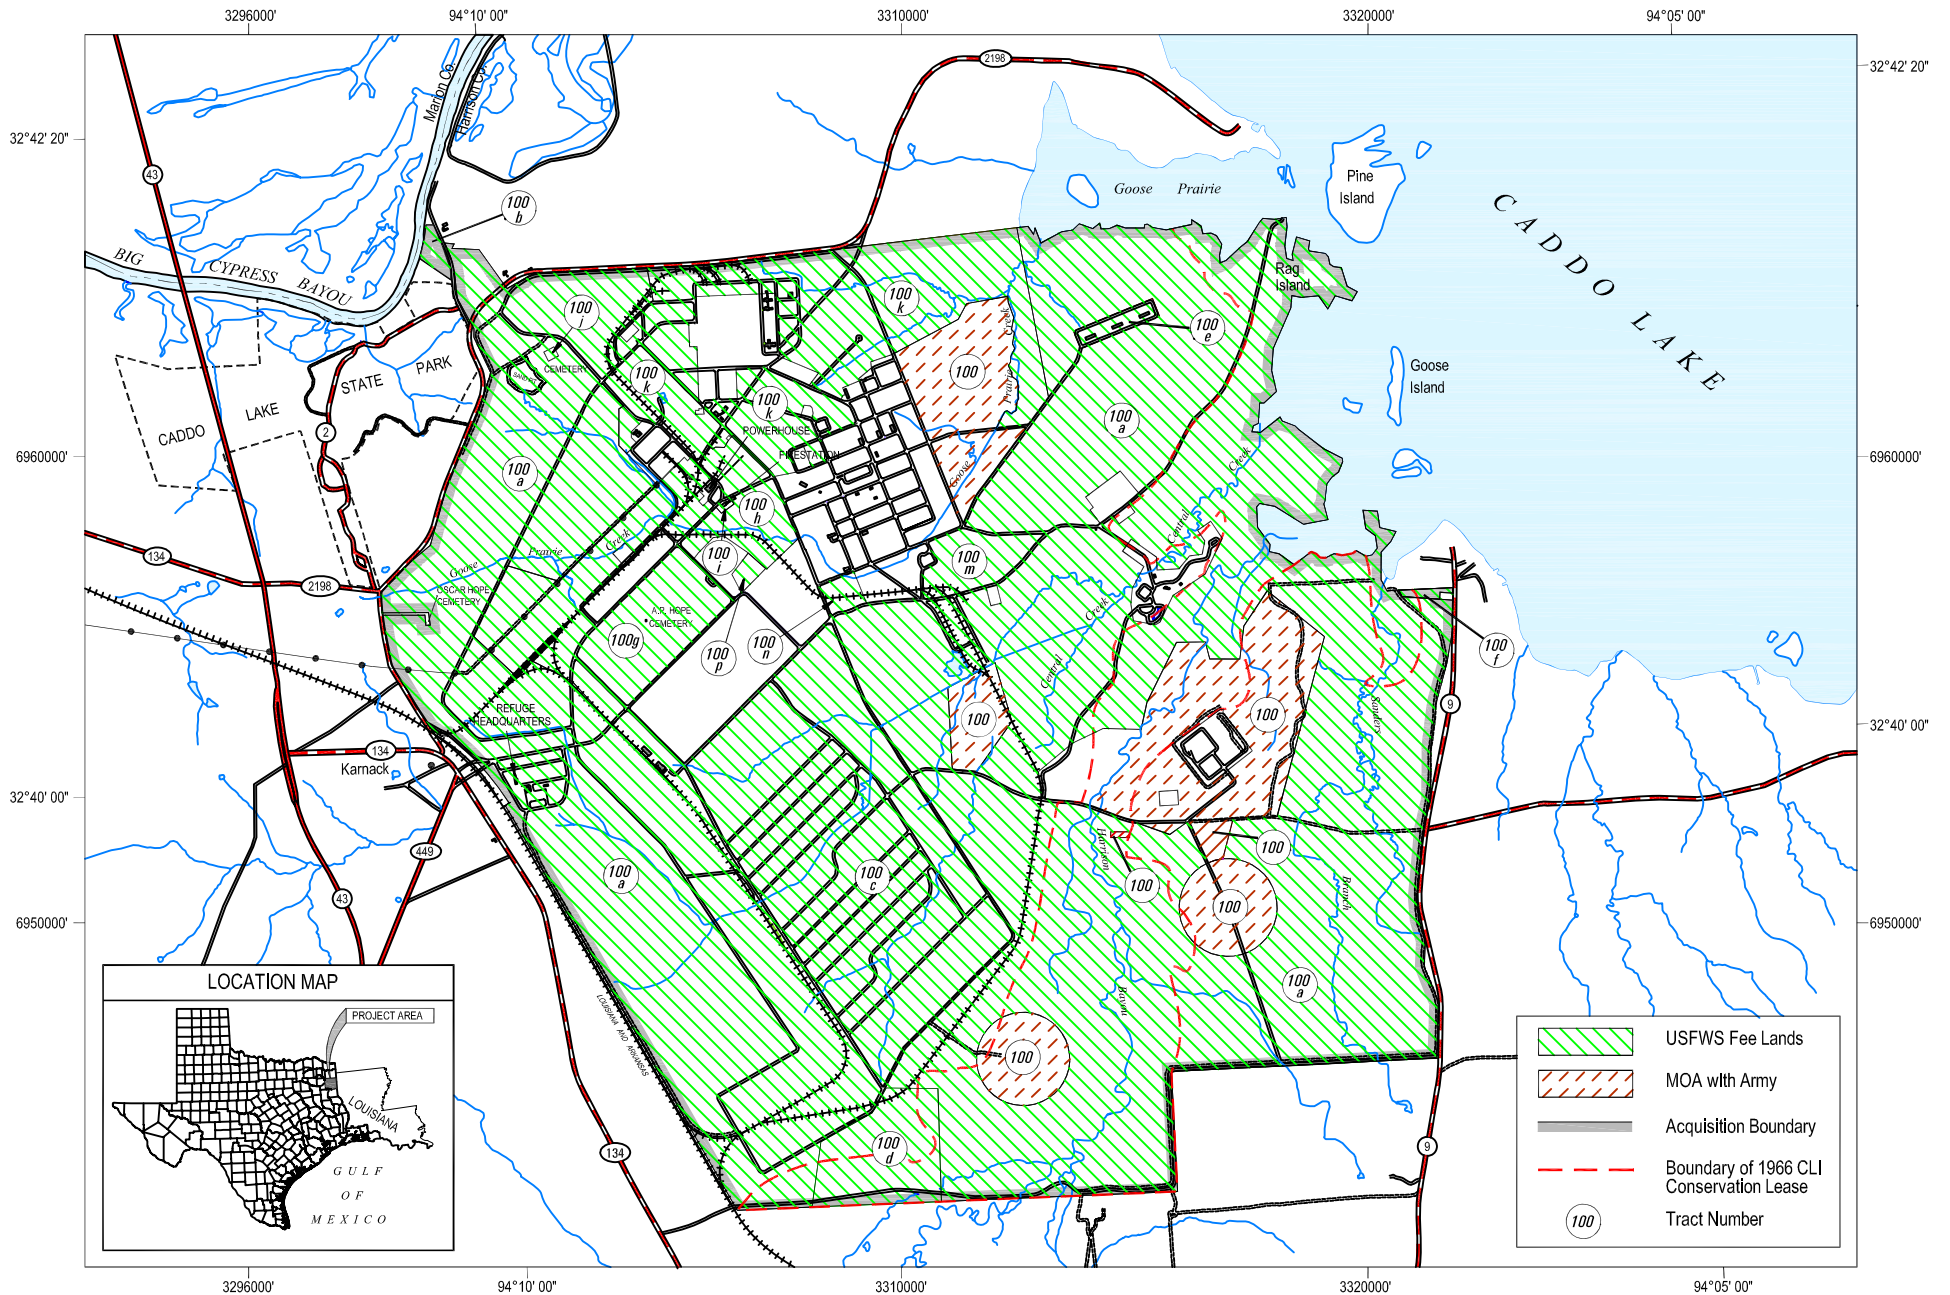 3296000'
94°10' 00"
3310000'
3320000'
94°05' 00"
32°42' 20"
32°42' 20"
2198
43
Marion Co.
Harrison Co.
100 b
Goose Prairie
Pine
Island
CADDO LAKE
BIG CYPRESS BAYOU
Rag
Island
100 j
100 k
100 e
Goose
Island
STATE PARK
CADDO LAKE
2
CEMETERY
SAND PIT
100 k
100 k
100
100 a
Prairie Creek
Goose
POWERHOUSE
FIRESTATION
6960000'
6960000'
100 a
100 h
Central Creek
134
2198
Goose Prairie Creek
100 i
100 m
OSCAR HOPE
CEMETERY
A.P. HOPE
CEMETERY
100g
100 p
100 n
Central Creek
100 f
REFUGE
HEADQUARTERS
100
100
Sanders
9
32°40' 00"
134
Karnack
32°40' 00"
449
43
100 a
100 c
Harrison
100
100
100
Branch
6950000'
6950000'
100 a
Bayou
LOUISIANA AND ARKANSAS
100
100 d
134
9
LOCATION MAP
PROJECT AREA
LOUISIANA
GULF
OF
MEXICO
USFWS Fee Lands
MOA with Army
Acquisition Boundary
Boundary of 1966 CLI
Conservation Lease
100
Tract Number
3296000'
94°10' 00"
3310000'
3320000'
94°05' 00"